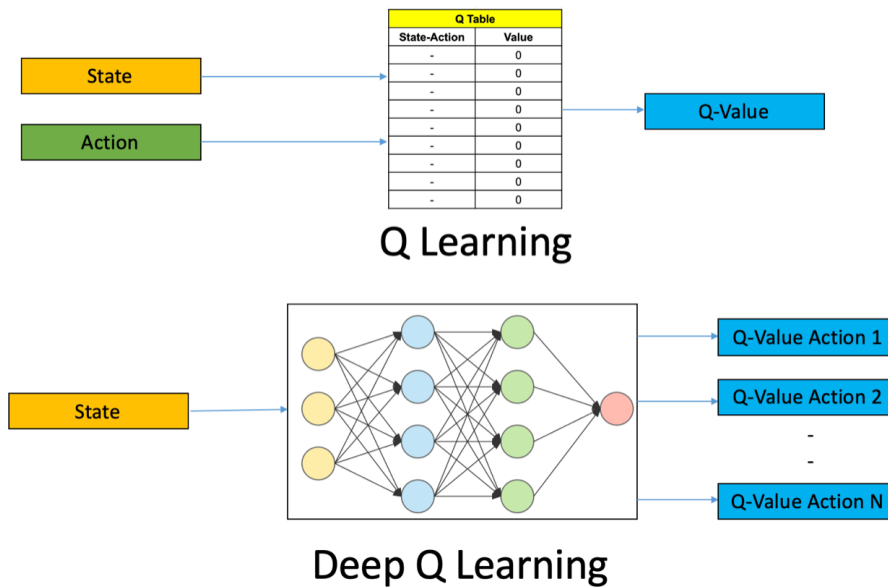 Q Table
State-Action Value
- 0
- 0
- 0
- 0
- 0
- 0
- 0
- 0
- 0
State
Action
Q-Value
Q Learning
State
Q-Value Action 1
Q-Value Action 2
-
-
Q-Value Action N
Deep Q Learning